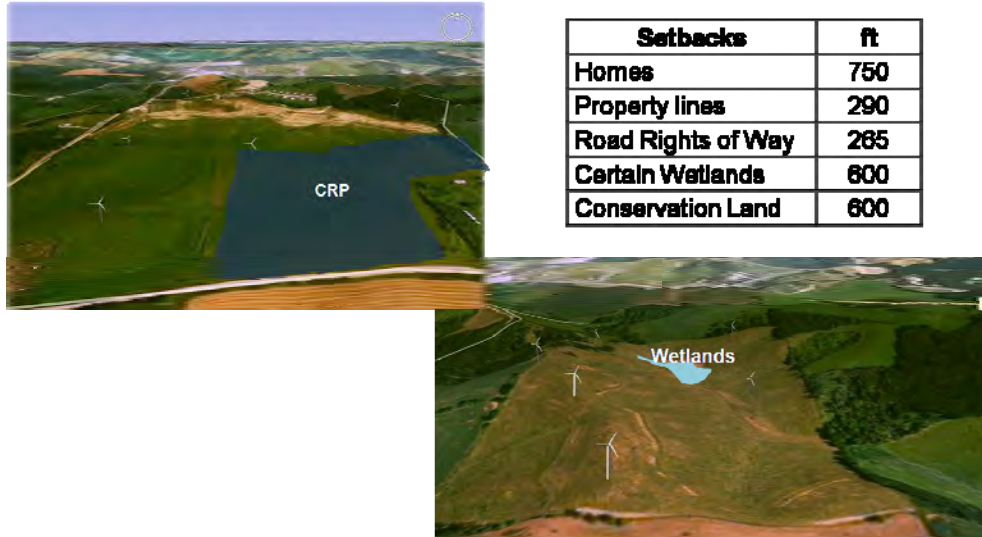 CRP
Setbacks ft
Homes 750
Property lines 290
Road Rights of Way 265
Certain Wetlands 600
Conservation Land 600
Wetlands